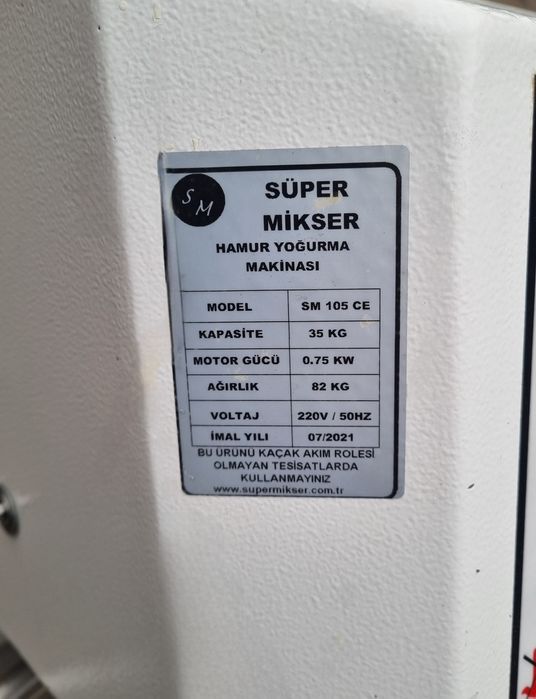 SM
SÜPER
MİKSER
HAMUR YOĞURMA
MAKİNASI
MODEL SM 105 CE
KAPASİTE 35 KG
MOTOR GÜCÜ 0.75 KW
AĞIRLIK 82 KG
VOLTAJ 220V / 50HZ
İMAL YILI 07/2021
BU ÜRUNU KAÇAK AKIM ROLESİ
OLMAYAN TESİSATLARDA
KULLANMAYINIZ
www.supermikser.com.tr